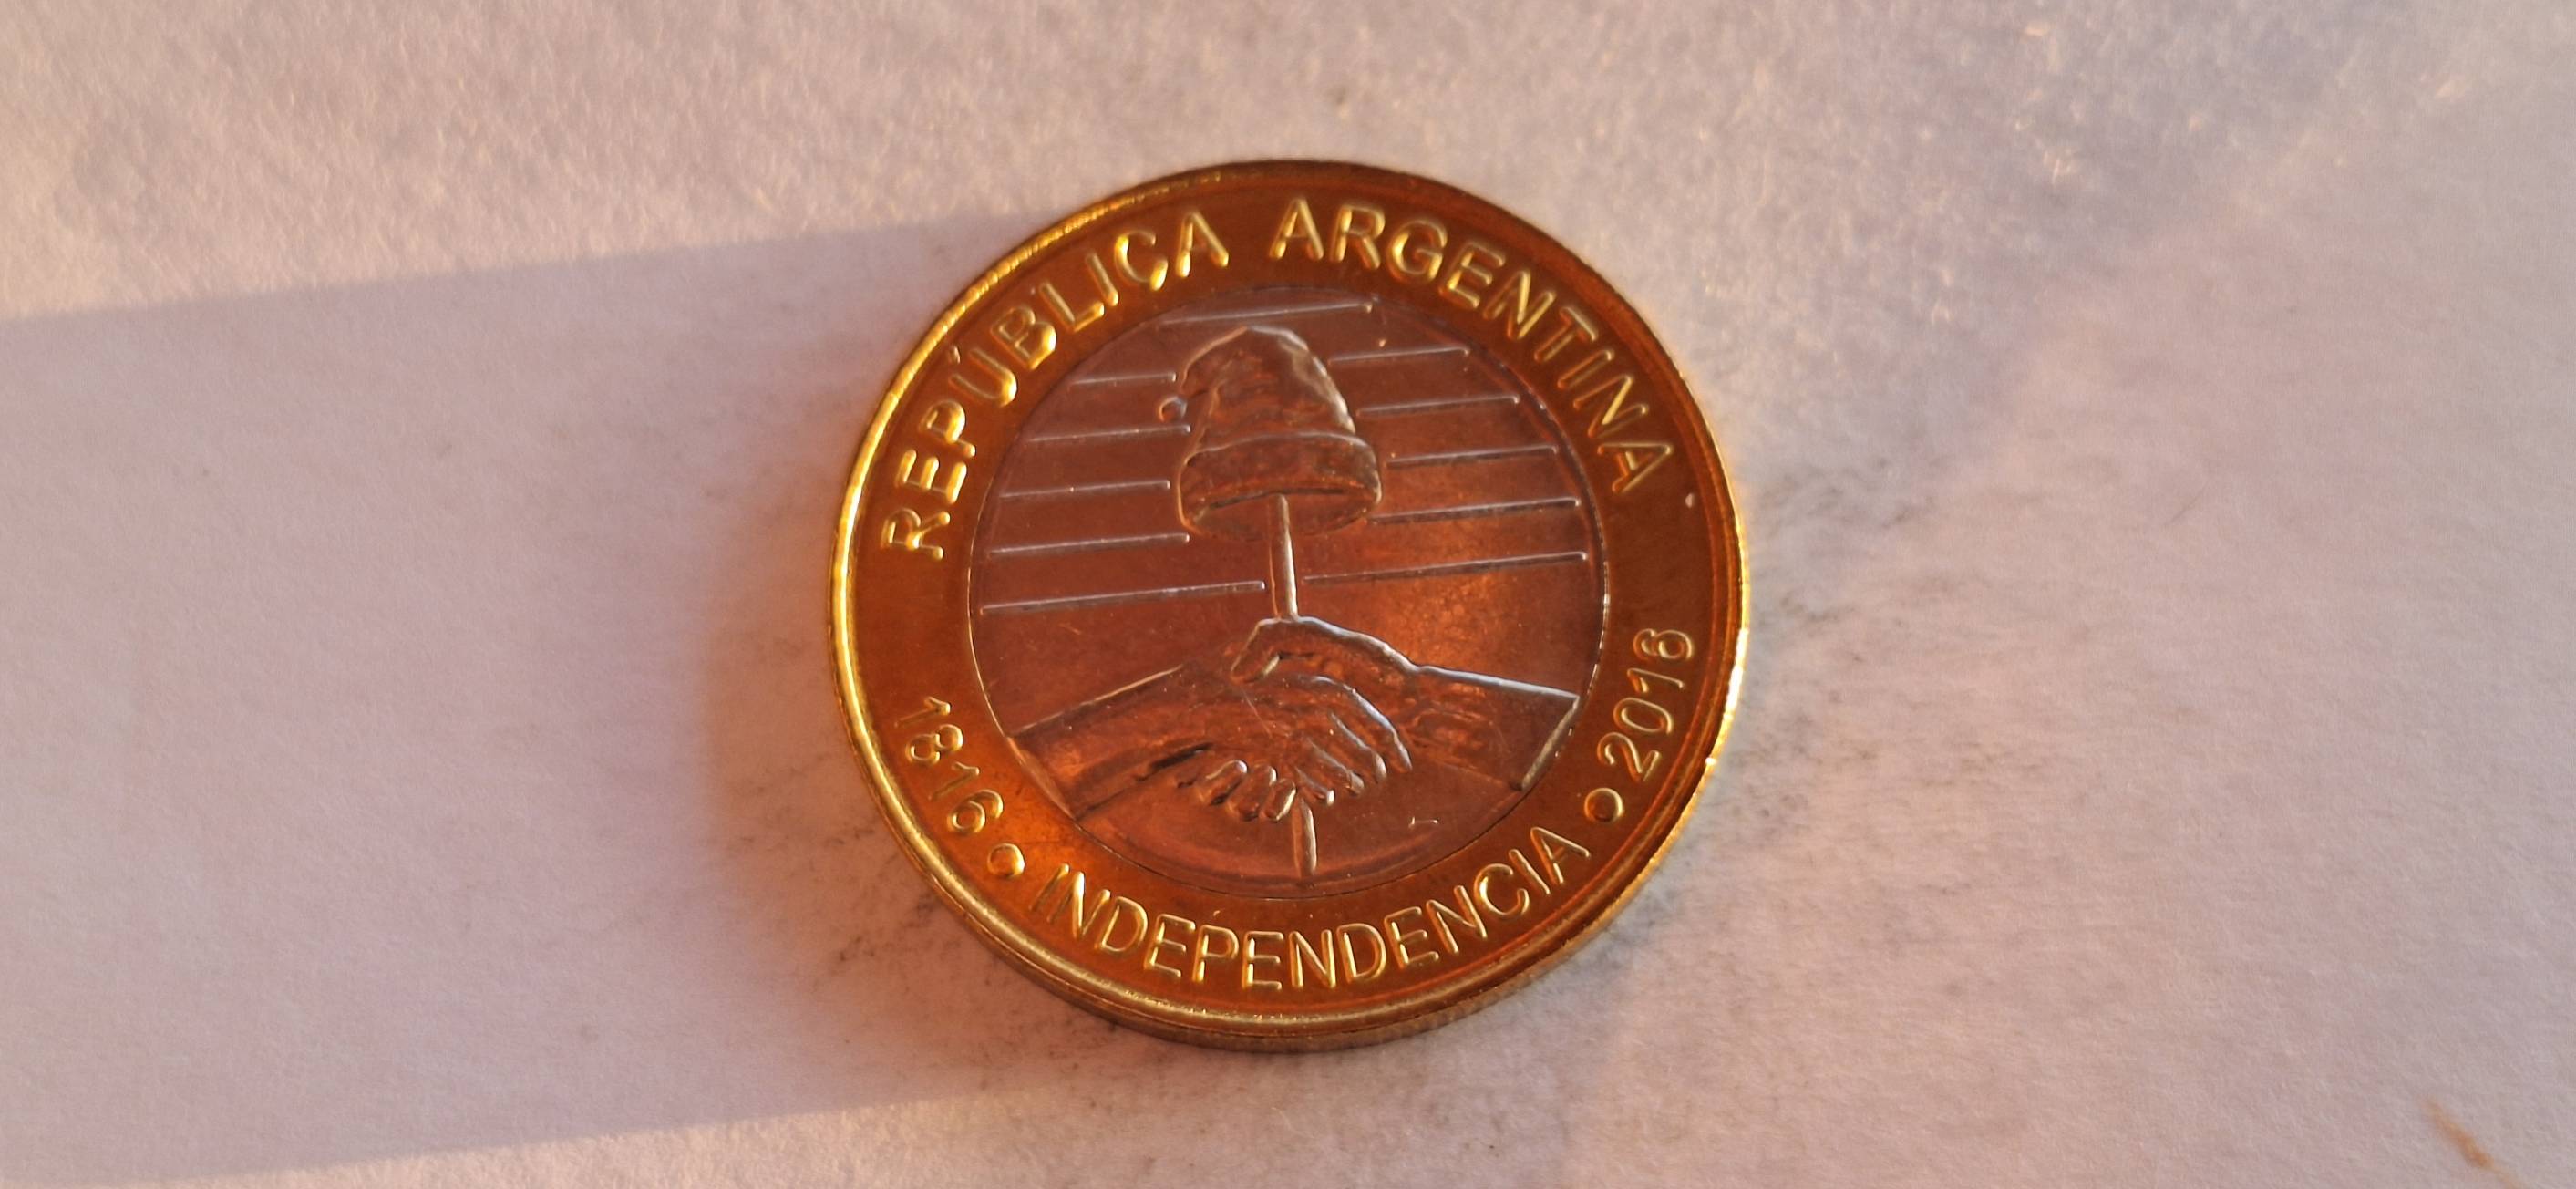 REPÚBLICA ARGENTINA
1816 • INDEPENDENCIA • 2016